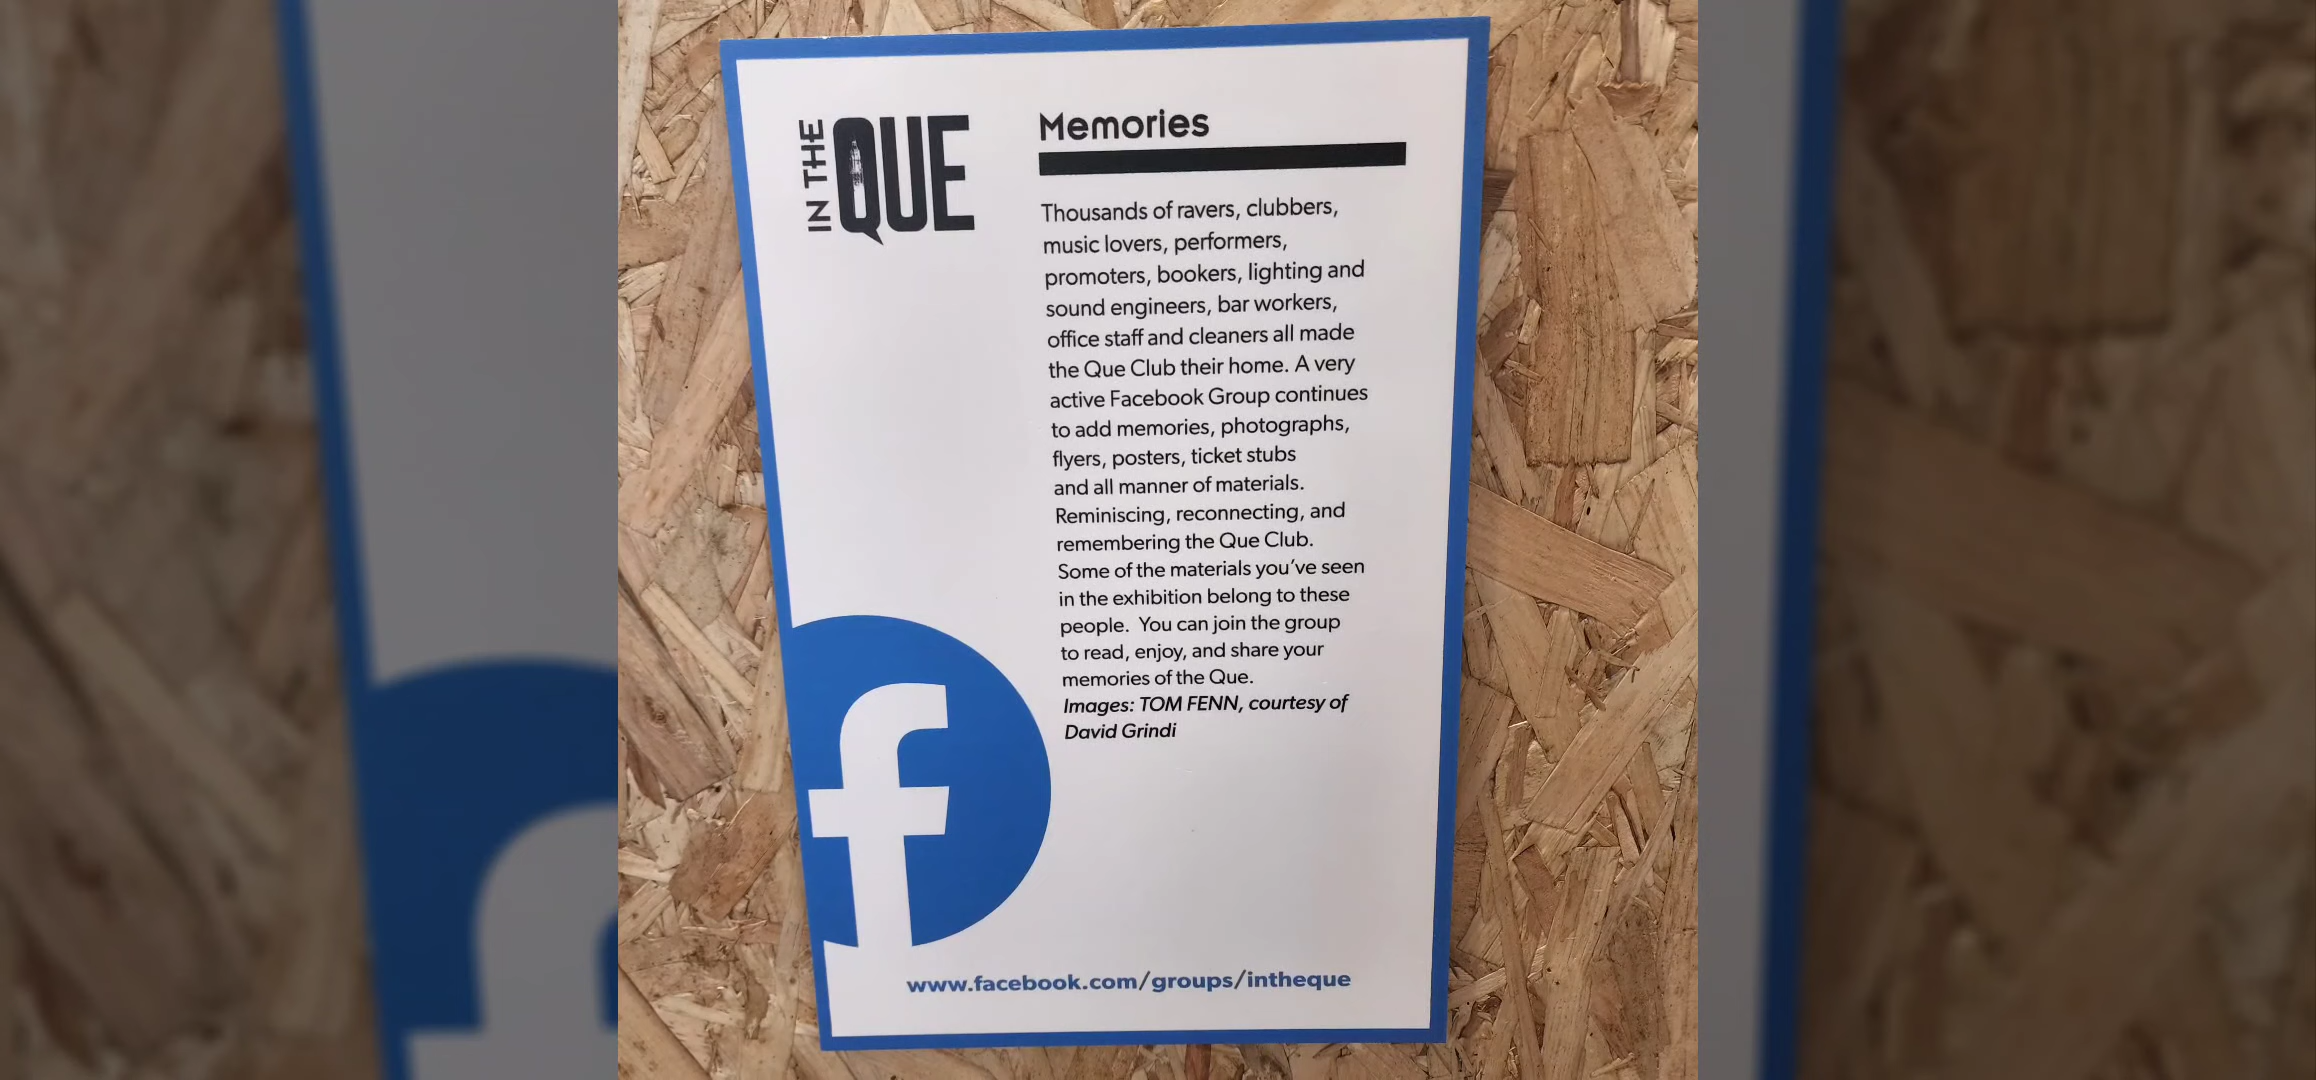 IN THE QUE
Memories
Thousands of ravers, clubbers,
music lovers, performers,
promoters, bookers, lighting and
sound engineers, bar workers,
office staff and cleaners all made
the Que Club their home. A very
active Facebook Group continues
to add memories, photographs,
flyers, posters, ticket stubs
and all manner of materials.
Reminiscing, reconnecting, and
remembering the Que Club.
Some of the materials you've seen
in the exhibition belong to these
people. You can join the group
to read, enjoy, and share your
memories of the Que.
Images: TOM FENN, courtesy of
David Grindi
f
www.facebook.com/groups/intheque